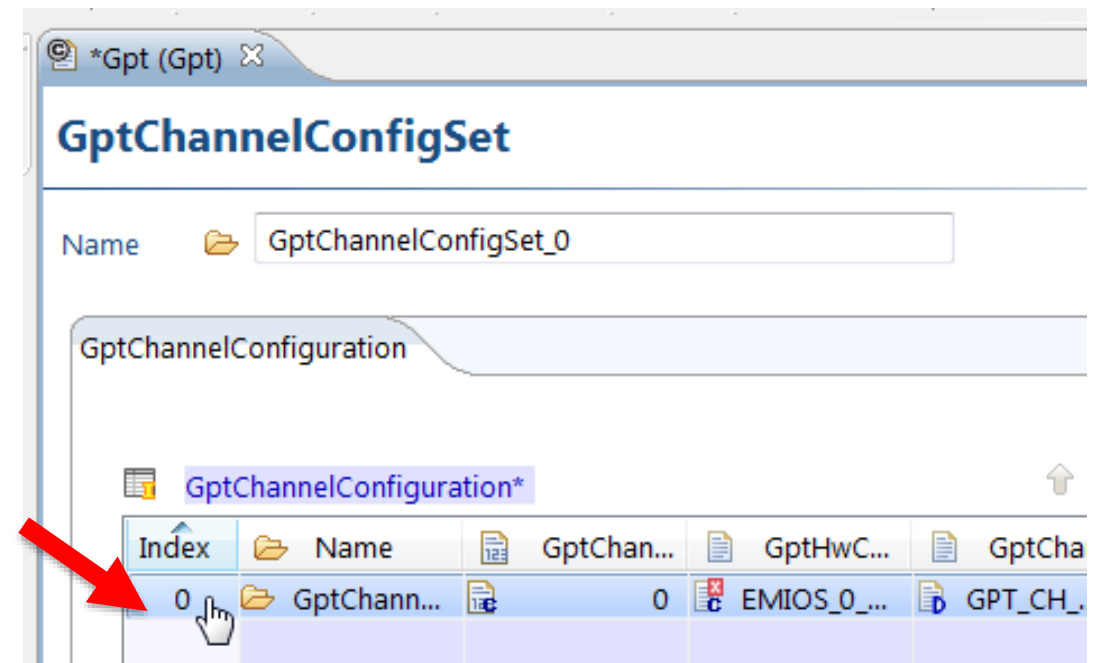 *Gpt (Gpt)
GptChannelConfigSet
Name GptChannelConfigSet_0
GptChannelConfiguration
GptChannelConfiguration*
Index Name GptChan... GptHwC... GptCha
0 GptChann... 0 EMIOS_0_... GPT_CH_..